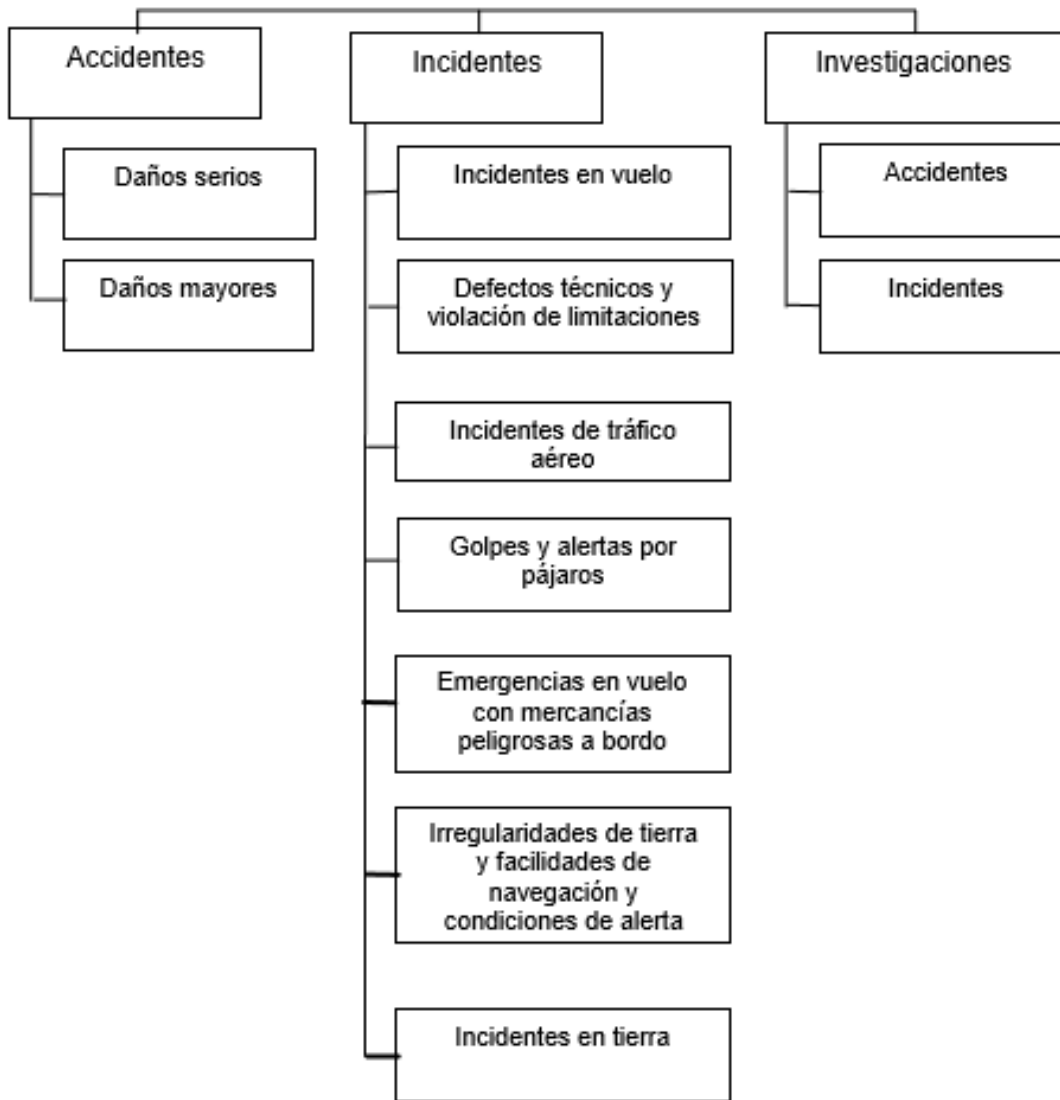 Accidentes
Daños serios
Daños mayores
Incidentes
Incidentes en vuelo
Defectos técnicos y
violación de limitaciones
Incidentes de tráfico
aéreo
Golpes y alertas por
pájaros
Emergencias en vuelo
con mercancías
peligrosas a bordo
Irregularidades de tierra
y facilidades de
navegación y
condiciones de alerta
Incidentes en tierra
Investigaciones
Accidentes
Incidentes